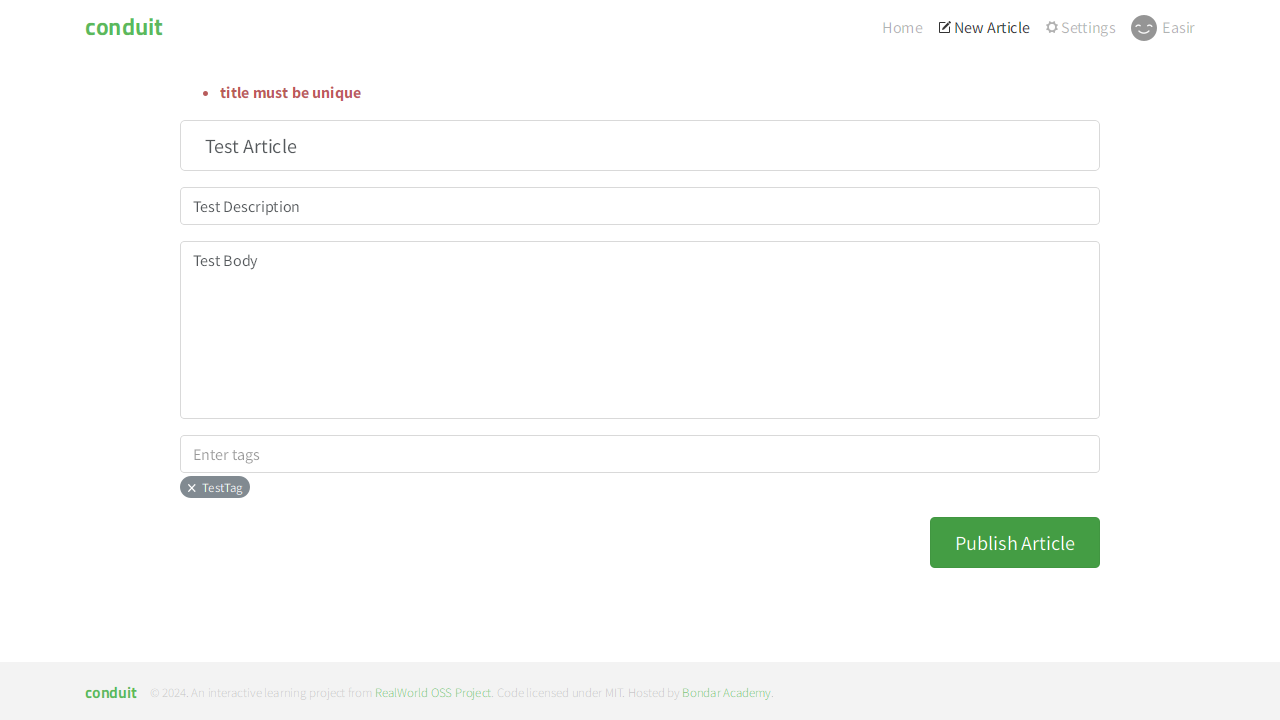 conduit
Home
New Article
Settings
Easir
title must be unique
Test Article
Test Description
Test Body
Enter tags
TestTag
Publish Article
conduit © 2024. An interactive learning project from RealWorld OSS Project. Code licensed under MIT. Hosted by Bondar Academy.